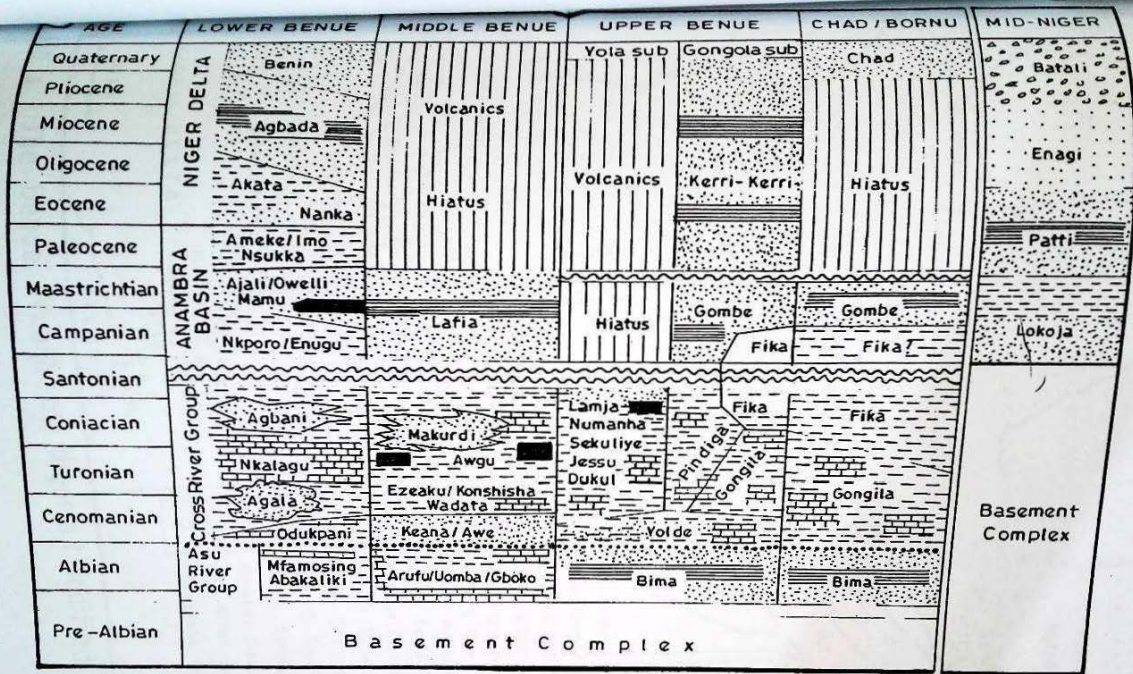 AGE LOWER BENUE MIDDLE BENUE UPPER BENUE CHAD/BORNU MID-NIGER
Quaternary
Pliocene
Miocene
Oligocene
Eocene
Paleocene
Maastrichtian
Campanian
Santonian
Coniacian
Turonian
Cenomanian
Albian
Pre-Albian
NIGER DELTA
ANAMBRA
BASIN
Cross River Group
Asu
River
Group
Benin
Agbada
Akata
Nanka
Ameke/Imo
Nsukka
Ajali/Owelli
Mamu
Nkporo/Enugu
Agbani
Nkalagu
Agala
Odukpani
Mfamosing
Abakaliki
Volcanics
Hiatus
Lafia
Makurdi
Awgu
Ezeaku/Konshisha
Wadata
Keana/Awe
Arufu/Uomba/Gboko
Yola sub
Volcanics
Hiatus
Lamja
Numanha
Sekuliye
Jessu
Dukul
Gongola sub
Kerri-Kerri
Gombe
Fika
Fika
Pindiga
Gongila
Yolde
Bima
Chad
Hiatus
Gombe
Fika?
Fika
Gongila
Bima
Batali
Enagi
Patti
Lokoja
Basement
Complex
Basement Complex